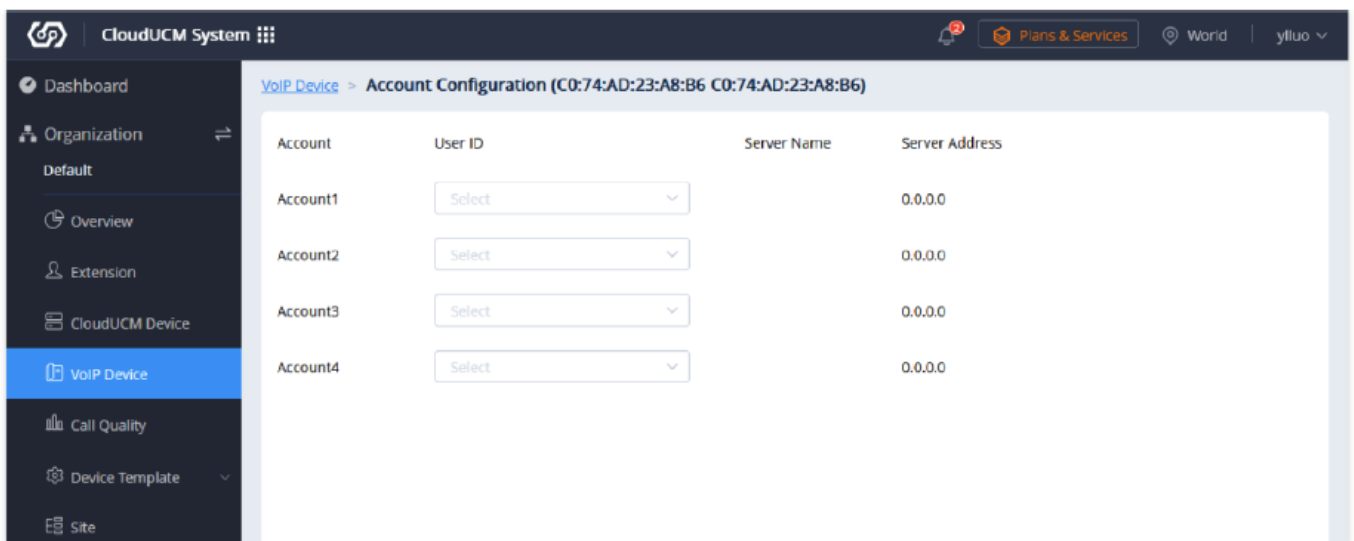 CloudUCM System
2
Plans & Services
World
ylluo
Dashboard
Organization
Default
Overview
Extension
CloudUCM Device
VoIP Device
Call Quality
Device Template
Site
VoIP Device > Account Configuration (C0:74:AD:23:A8:B6 C0:74:AD:23:A8:B6)
Account User ID Server Name Server Address
Account1 Select 0.0.0.0
Account2 Select 0.0.0.0
Account3 Select 0.0.0.0
Account4 Select 0.0.0.0